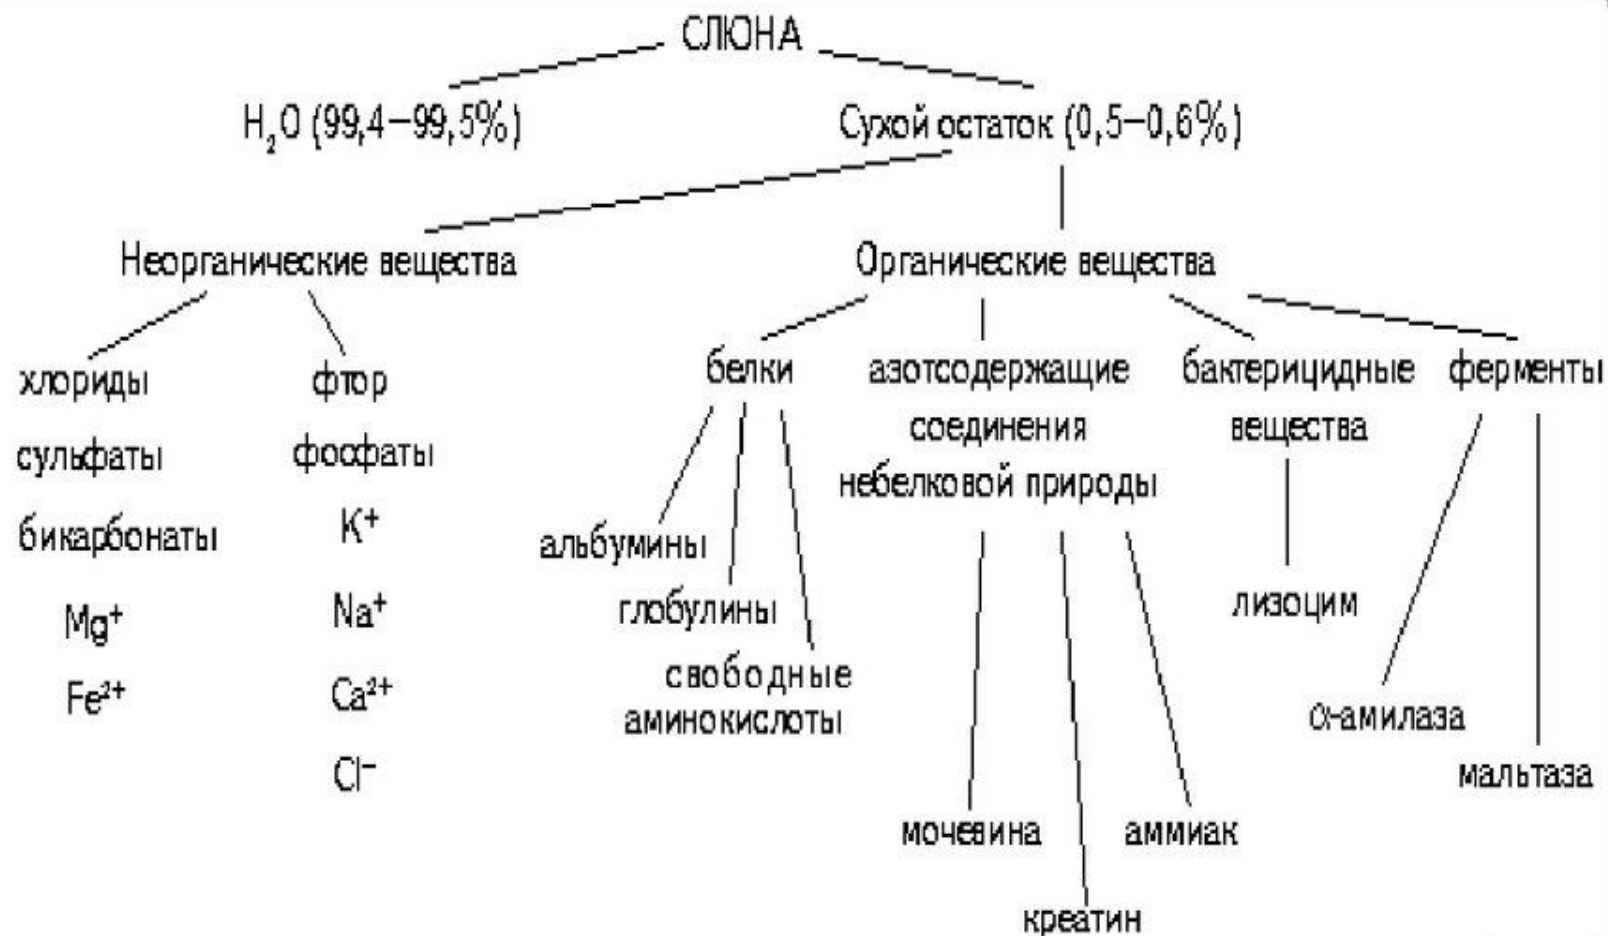 СЛЮНА
H₂O (99,4–99,5%)
Сухой остаток (0,5–0,6%)
Неорганические вещества
Органические вещества
хлориды
сульфаты
бикарбонаты
Mg⁺
Fe²⁺
фтор
фосфаты
K⁺
Na⁺
Ca²⁺
Cl⁻
белки
альбумины
глобулины
свободные
аминокислоты
азотсодержащие
соединения
небелковой природы
мочевина
креатин
аммиак
бактерицидные
вещества
лизоцим
ферменты
α-амилаза
мальтаза